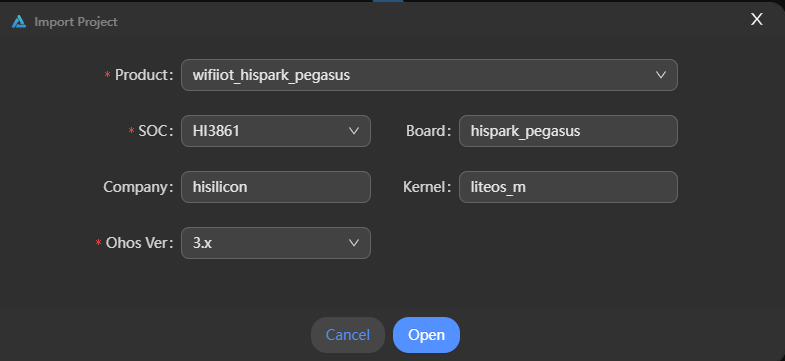 Import Project
X
* Product: wifiiot_hispark_pegasus
* SOC: HI3861 Board: hispark_pegasus
Company: hisilicon Kernel: liteos_m
* Ohos Ver: 3.x
Cancel Open